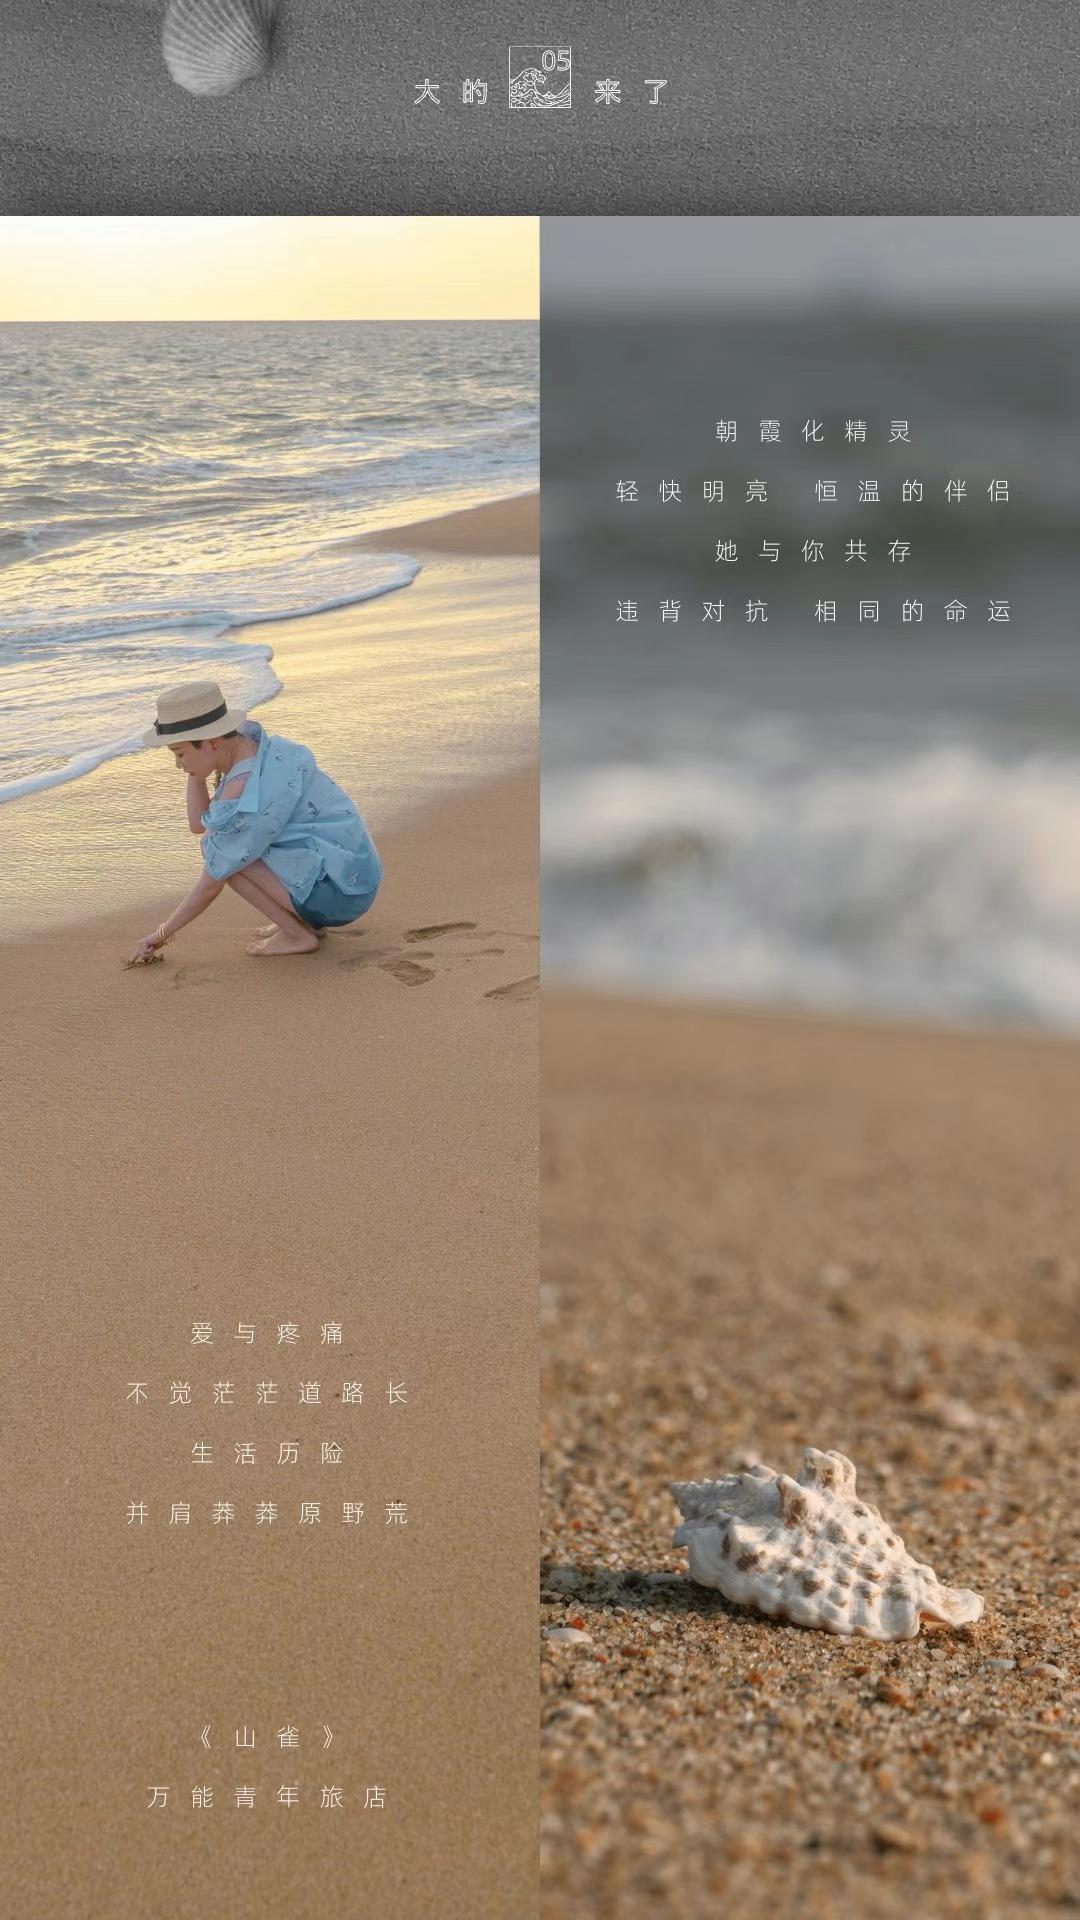 大的 05 来了
朝霞化精灵
轻快明亮 恒温的伴侣
她与你共存
违背对抗 相同的命运
爱与疼痛
不觉茫茫道路长
生活历险
并肩莽莽原野荒
《山雀》
万能青年旅店